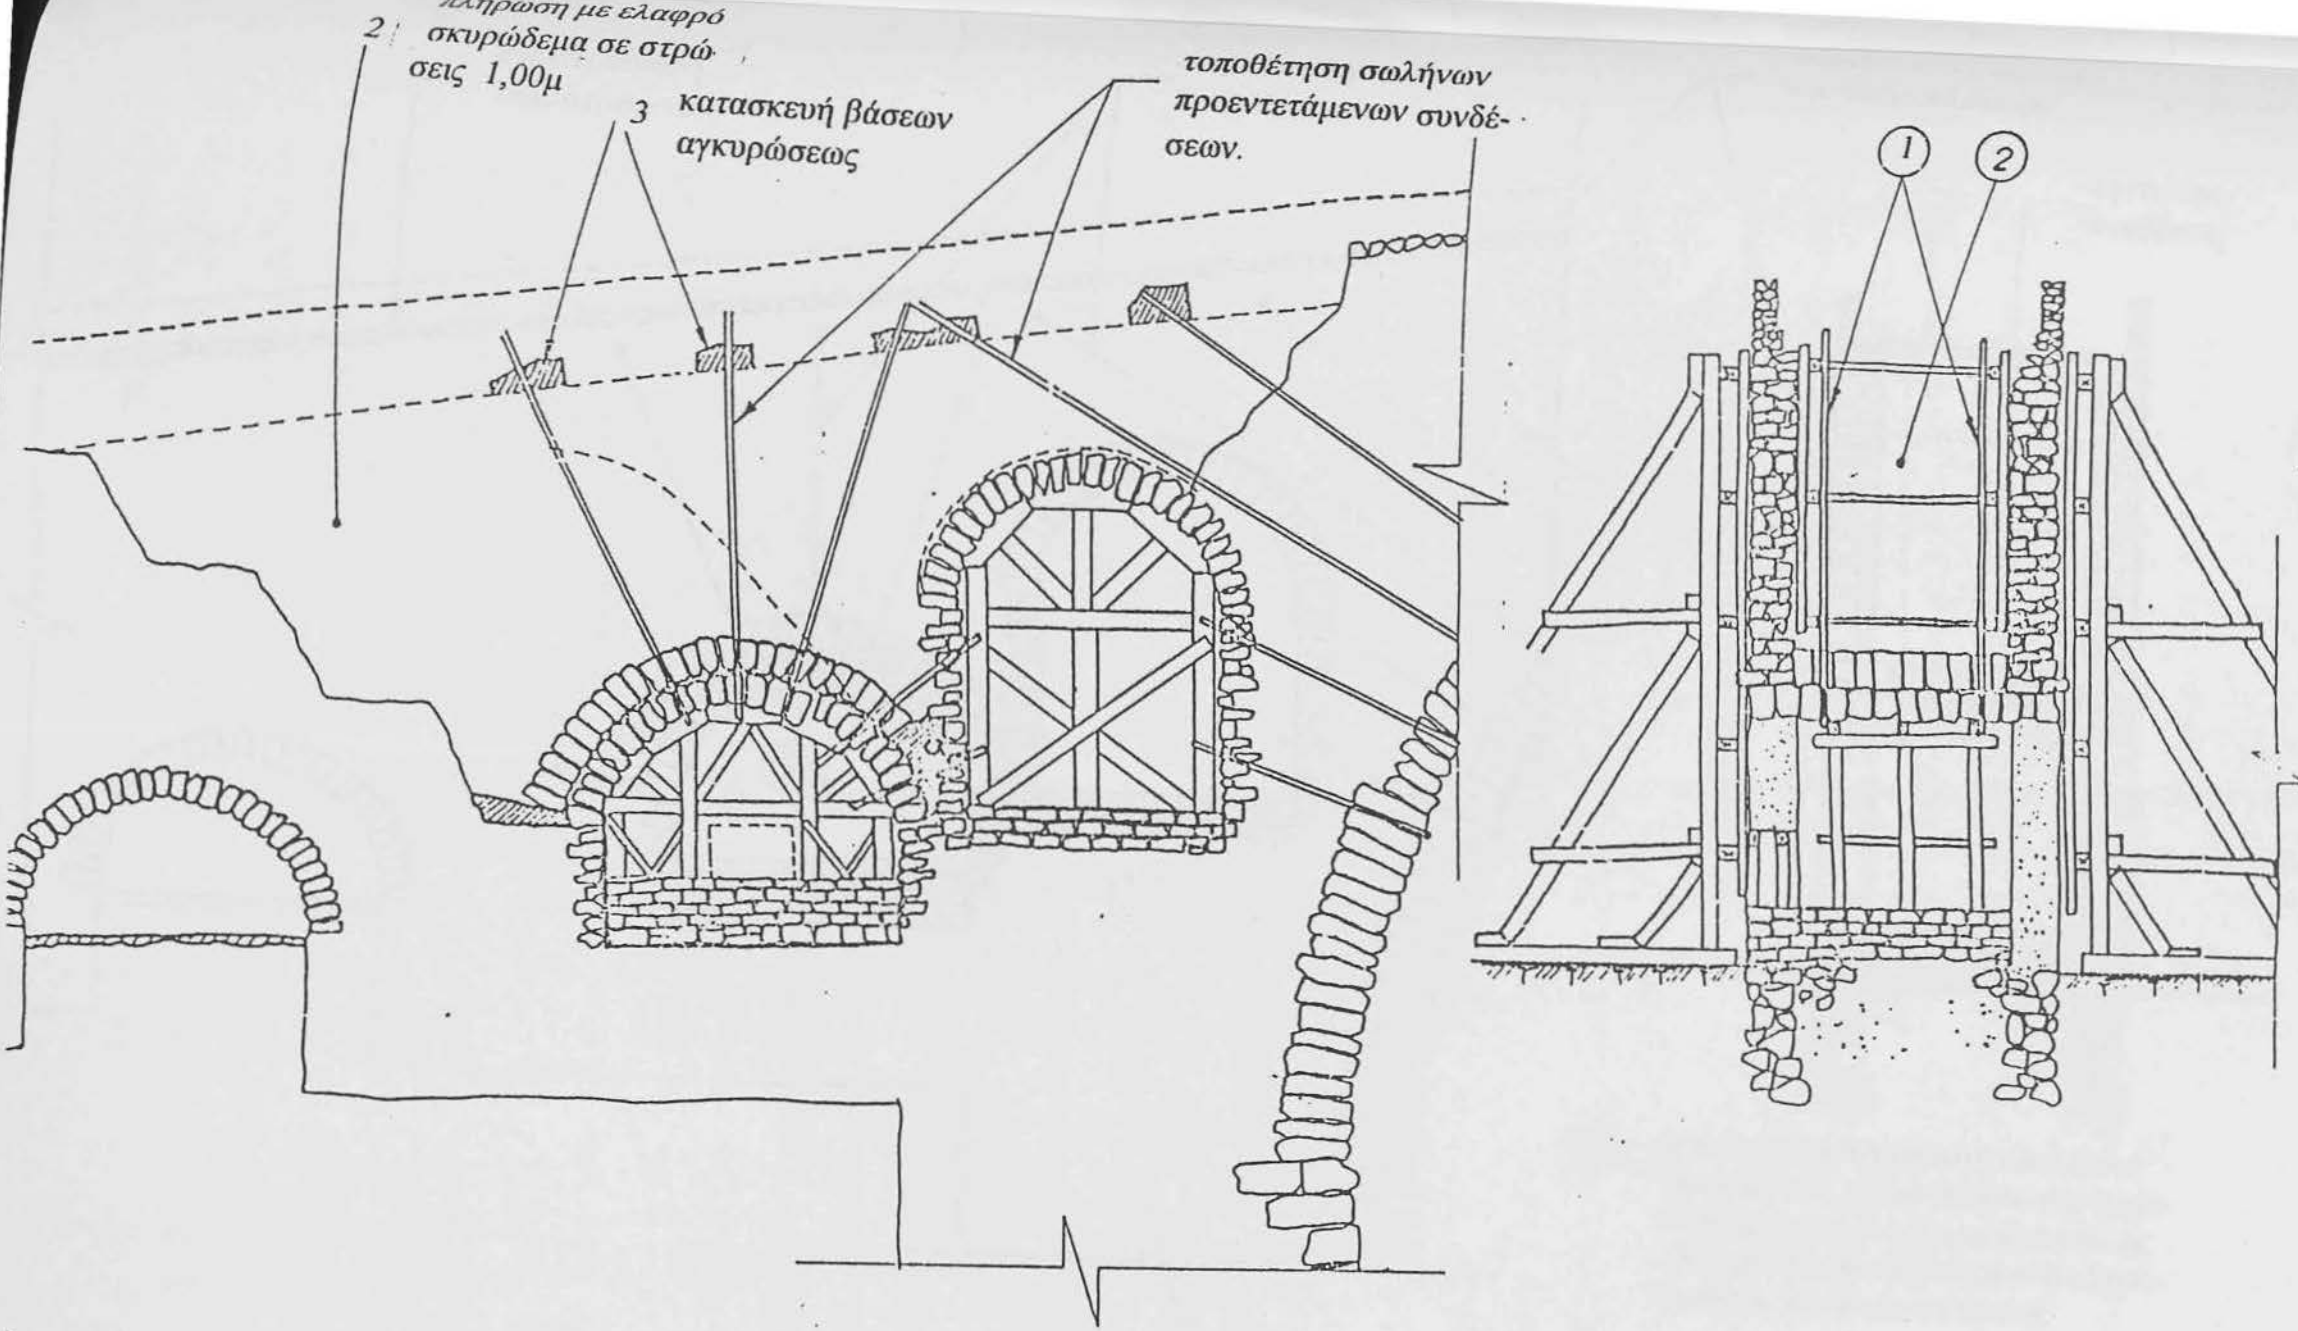 2 πλήρωση με ελαφρό
σκυρώδεμα σε στρώ-
σεις 1,00μ
3 κατασκευή βάσεων
αγκυρώσεως
τοποθέτηση σωλήνων
προεντετάμενων συνδέ-
σεων.
1 2